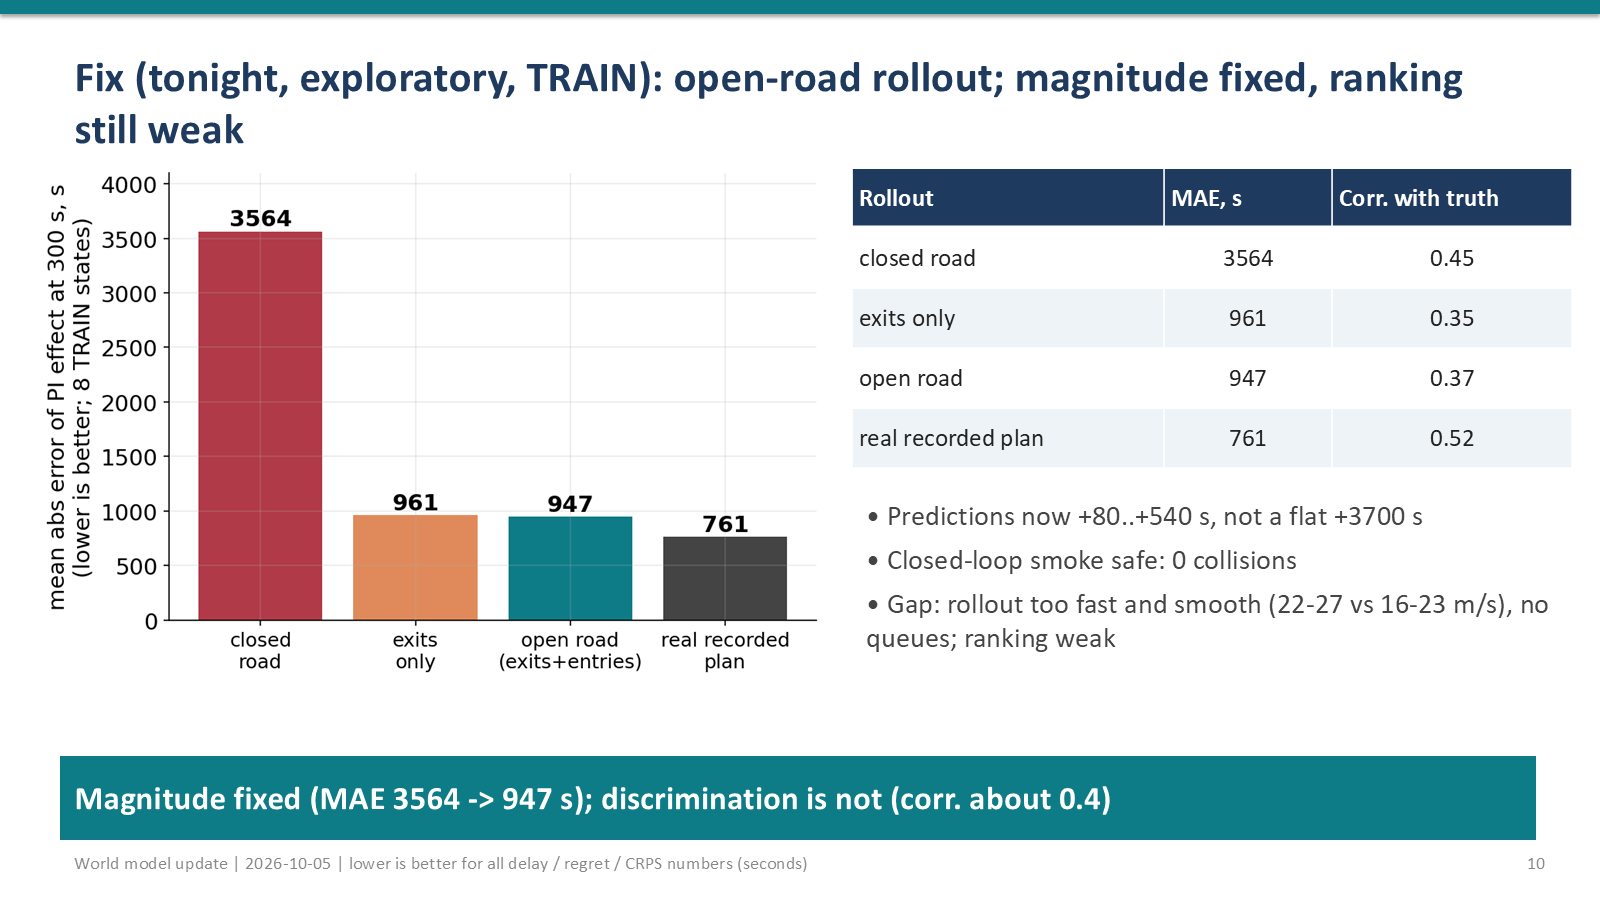 Fix (tonight, exploratory, TRAIN): open-road rollout; magnitude fixed, ranking
still weak
mean abs error of PI effect at 300 s, s
(lower is better; 8 TRAIN states)
4000
3500
3000
2500
2000
1500
1000
500
0
3564
961
947
761
closed
road
exits
only
open road
(exits+entries)
real recorded
plan
Rollout MAE, s Corr. with truth
closed road 3564 0.45
exits only 961 0.35
open road 947 0.37
real recorded plan 761 0.52
• Predictions now +80..+540 s, not a flat +3700 s
• Closed-loop smoke safe: 0 collisions
• Gap: rollout too fast and smooth (22-27 vs 16-23 m/s), no
queues; ranking weak
Magnitude fixed (MAE 3564 -> 947 s); discrimination is not (corr. about 0.4)
World model update | 2026-10-05 | lower is better for all delay / regret / CRPS numbers (seconds)
10